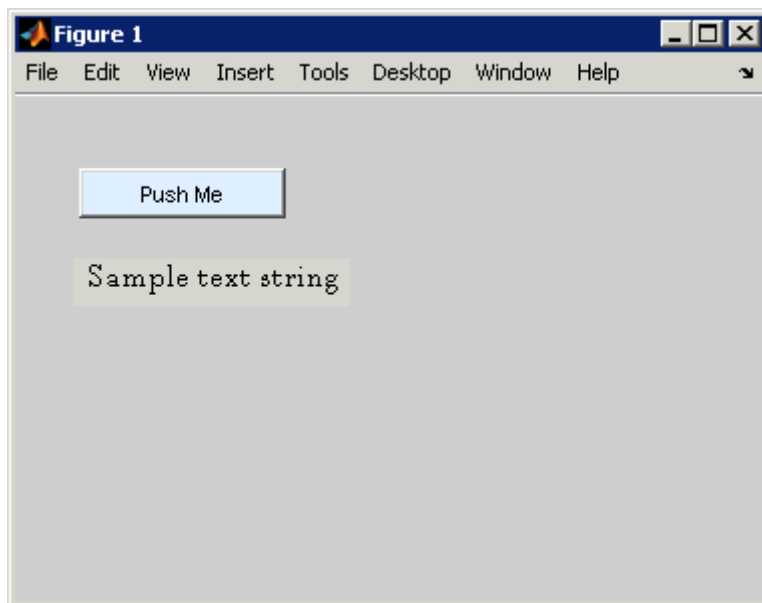 Figure 1
File Edit View Insert Tools Desktop Window Help
Push Me
Sample text string